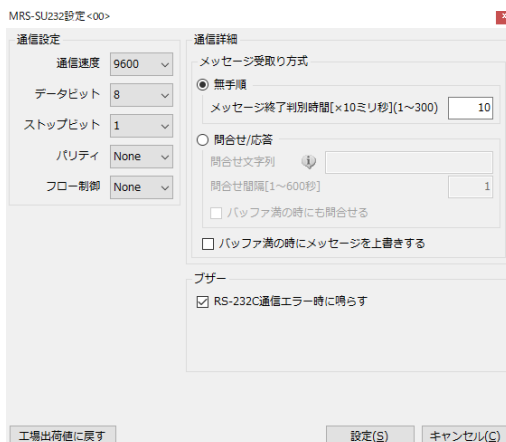 MRS-SU232設定<00>
通信設定
通信速度 9600
データビット 8
ストップビット 1
パリティ None
フロー制御 None
通信詳細
メッセージ受取り方式
無手順
メッセージ終了判別時間[×10ミリ秒](1～300) 10
問合せ/応答
問合せ文字列
問合せ間隔[1～600秒] 1
バッファ満の時にも問合せる
バッファ満の時にメッセージを上書きする
ブザー
RS-232C通信エラー時に鳴らす
工場出荷値に戻す 設定(S) キャンセル(C)